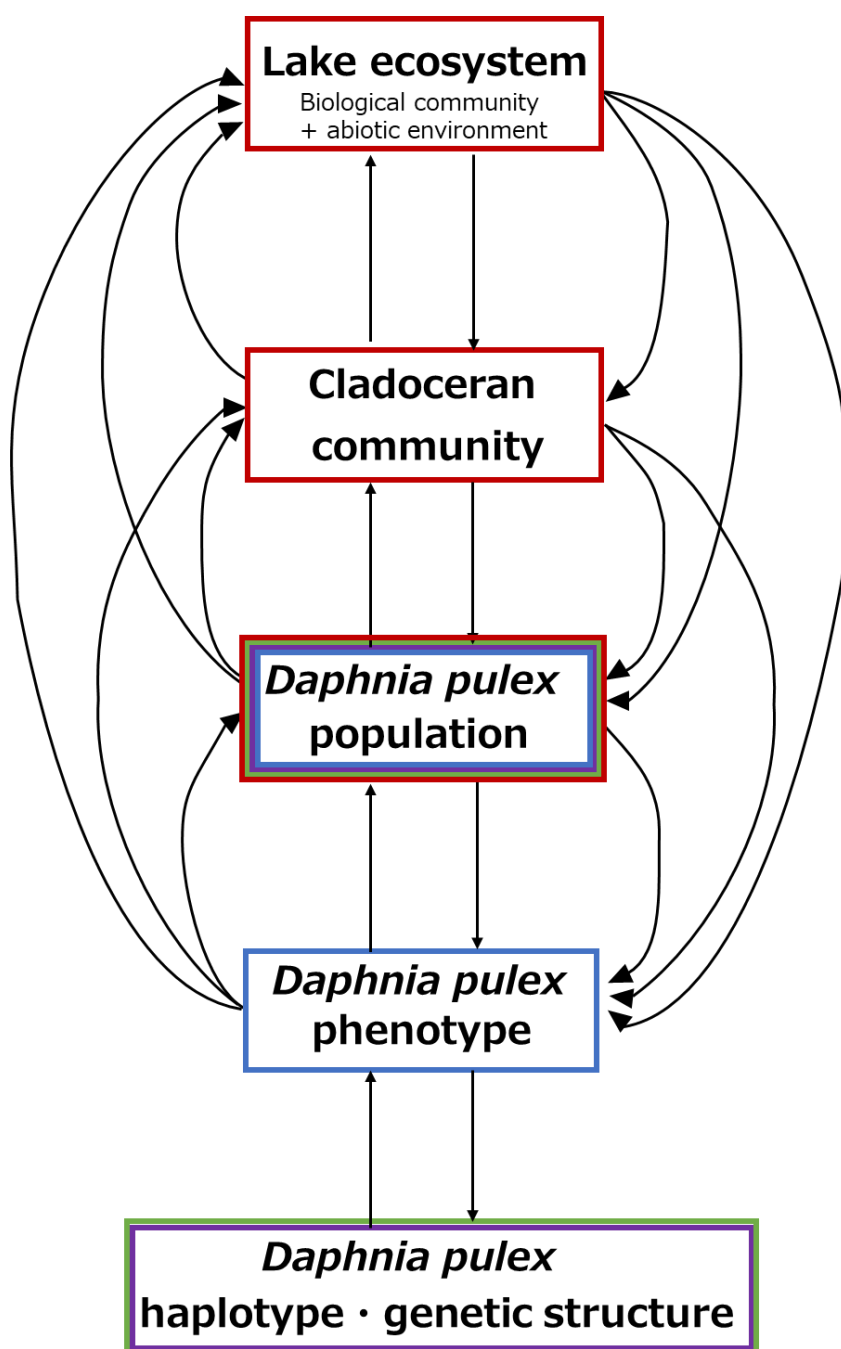 Lake ecosystem
Biological community
+ abiotic environment
Cladoceran
community
Daphnia pulex
population
Daphnia pulex
phenotype
Daphnia pulex
haplotype・genetic structure